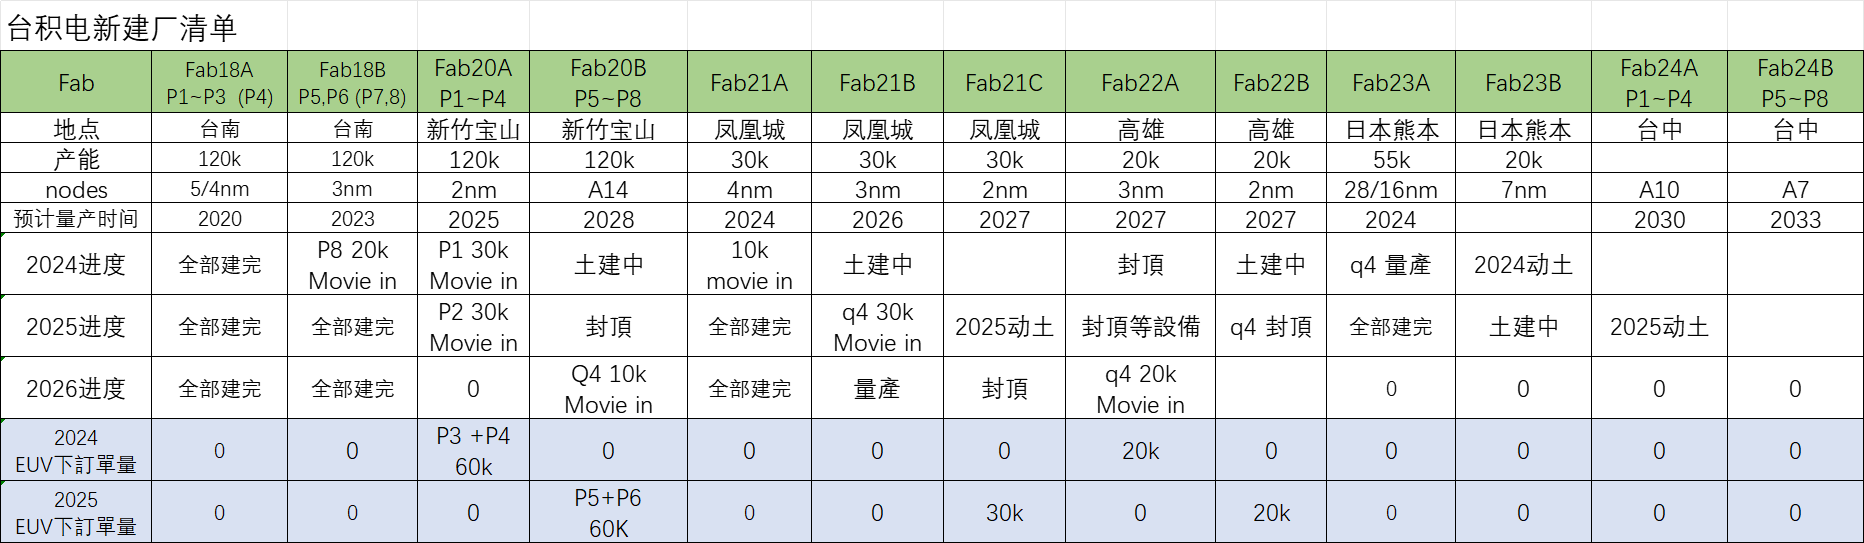 台积电新建厂清单
Fab Fab18A P1~P3 (P4) Fab18B P5,P6 (P7,8) Fab20A P1~P4 Fab20B P5~P8 Fab21A Fab21B Fab21C Fab22A Fab22B Fab23A Fab23B Fab24A P1~P4 Fab24B P5~P8
地点 台南 台南 新竹宝山 新竹宝山 凤凰城 凤凰城 凤凰城 高雄 高雄 日本熊本 日本熊本 台中 台中
产能 120k 120k 120k 120k 30k 30k 30k 20k 20k 55k 20k
nodes 5/4nm 3nm 2nm A14 4nm 3nm 2nm 3nm 2nm 28/16nm 7nm A10 A7
预计量产时间 2020 2023 2025 2028 2024 2026 2027 2027 2027 2024 2030 2033
2024进度 全部建完 P8 20k Movie in P1 30k Movie in 土建中 10k movie in 土建中 封頂 土建中 q4 量產 2024动土
2025进度 全部建完 全部建完 P2 30k Movie in 封頂 全部建完 q4 30k Movie in 2025动土 封頂等設備 q4 封頂 全部建完 土建中 2025动土
2026进度 全部建完 全部建完 0 Q4 10k Movie in 全部建完 量產 封頂 q4 20k Movie in 0 0 0 0
2024 EUV下訂單量 0 0 P3 +P4 60k 0 0 0 0 20k 0 0 0 0 0
2025 EUV下訂單量 0 0 0 P5+P6 60K 0 0 30k 0 20k 0 0 0 0